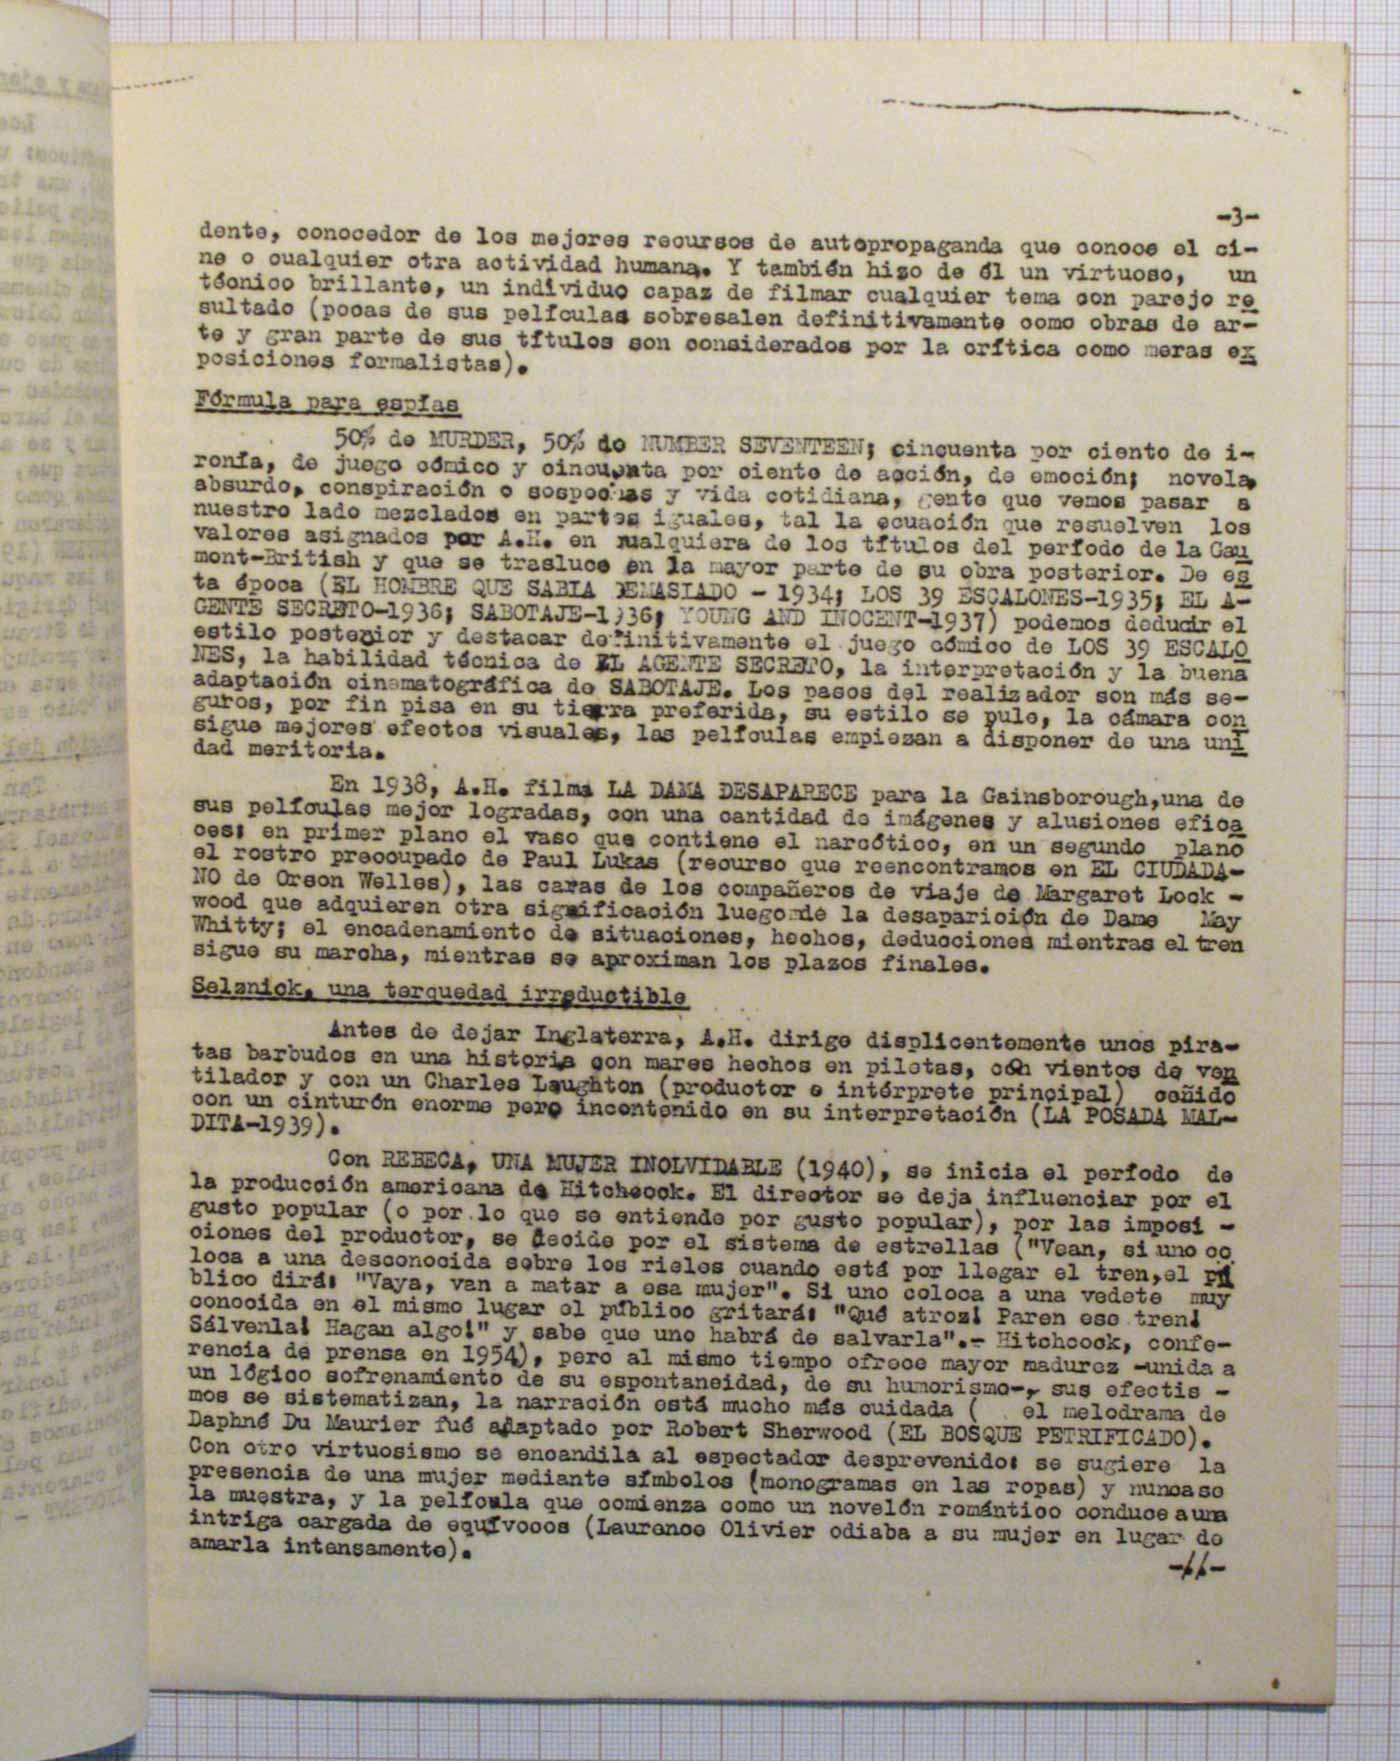 -3-
dente, conocedor de los mejores recursos de autopropaganda que conoce el ci-
ne o cualquier otra actividad humana. Y también hizo de él un virtuoso, un
técnico brillante, un individuo capaz de filmar cualquier tema con parejo re
sultado (pocas de sus películas sobresalen definitivamente como obras de ar-
te y gran parte de sus títulos son considerados por la crítica como meras ex
posiciones formalistas).
Fórmula para espías
50% de MURDER, 50% de NUMBER SEVENTEEN; cincuenta por ciento de i-
ronía, de juego cómico y cincuenta por ciento de acción, de emoción; novela,
absurdo, conspiración o sospechas y vida cotidiana, gente que vemos pasar a
nuestro lado mezclados en partes iguales, tal la ecuación que resuelven los
valores asignados por A.H. en cualquiera de los títulos del período de la Gau
mont-British y que se trasluce en la mayor parte de su obra posterior. De es
ta época (EL HOMBRE QUE SABIA DEMASIADO - 1934; LOS 39 ESCALONES-1935; EL A-
GENTE SECRETO-1936; SABOTAJE-1936; YOUNG AND INOCENT-1937) podemos deducir el
estilo posterior y destacar definitivamente el juego cómico de LOS 39 ESCALO
NES, la habilidad técnica de EL AGENTE SECRETO, la interpretación y la buena
adaptación cinematográfica de SABOTAJE. Los pasos del realizador son más se-
guros, por fin pisa en su tierra preferida, su estilo se pule, la cámara con
sigue mejores efectos visuales, las películas empiezan a disponer de una uni
dad meritoria.
En 1938, A.H. filma LA DAMA DESAPARECE para la Gainsborough,una de
sus películas mejor logradas, con una cantidad de imágenes y alusiones efica
ces: en primer plano el vaso que contiene el narcótico, en un segundo plano
el rostro preocupado de Paul Lukas (recurso que reencontramos en EL CIUDADA-
NO de Orson Welles), las caras de los compañeros de viaje de Margaret Lock -
wood que adquieren otra significación luego de la desaparición de Dame May
Whitty; el encadenamiento de situaciones, hechos, deducciones mientras el tren
sigue su marcha, mientras se aproximan los plazos finales.
Selznick, una terquedad irreductible
Antes de dejar Inglaterra, A.H. dirige displicentemente unos pira-
tas barbudos en una historia con mares hechos en piletas, con vientos de ven
tilador y con un Charles Laughton (productor e intérprete principal) ceñido
con un cinturón enorme pero incontenido en su interpretación (LA POSADA MAL-
DITA-1939).
Con REBECA, UNA MUJER INOLVIDABLE (1940), se inicia el período de
la producción americana de Hitchcock. El director se deja influenciar por el
gusto popular (o por lo que se entiende por gusto popular), por las imposi -
ciones del productor, se decide por el sistema de estrellas ("Vean, si uno co
loca a una desconocida sobre los rieles cuando está por llegar el tren,el pú
blico dirá: "Vaya, van a matar a esa mujer". Si uno coloca a una vedete muy
conocida en el mismo lugar el público gritará: "Qué atroz! Paren ese tren!
Sálvenla! Hagan algo!" y sabe que uno habrá de salvarla".- Hitchcock, confe-
rencia de prensa en 1954), pero al mismo tiempo ofrece mayor madurez -unida a
un lógico sofrenamiento de su espontaneidad, de su humorismo-, sus efectis -
mos se sistematizan, la narración está mucho más cuidada ( el melodrama de
Daphné Du Maurier fué adaptado por Robert Sherwood (EL BOSQUE PETRIFICADO).
Con otro virtuosismo se encandila al espectador desprevenido: se sugiere la
presencia de una mujer mediante símbolos (monogramas en las ropas) y nuncase
la muestra, y la película que comienza como un novelón romántico conduce a una
intriga cargada de equívocos (Laurence Olivier odiaba a su mujer en lugar de
amarla intensamente).
-//-